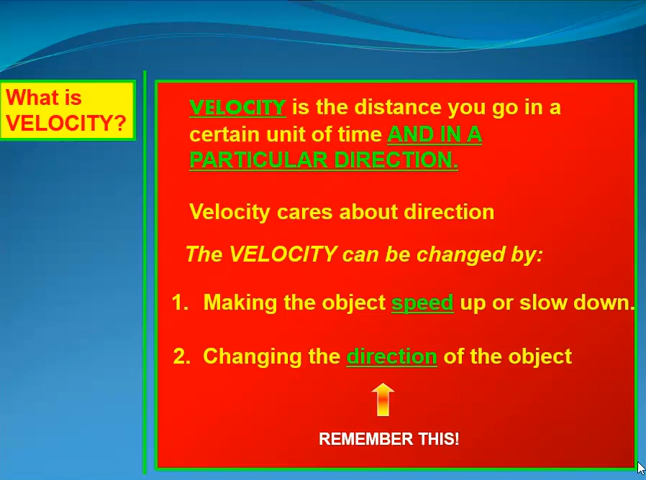 What is
VELOCITY?
VELOCITY is the distance you go in a
certain unit of time AND IN A
PARTICULAR DIRECTION.
Velocity cares about direction
The VELOCITY can be changed by:
1. Making the object speed up or slow down.
2. Changing the direction of the object
REMEMBER THIS!